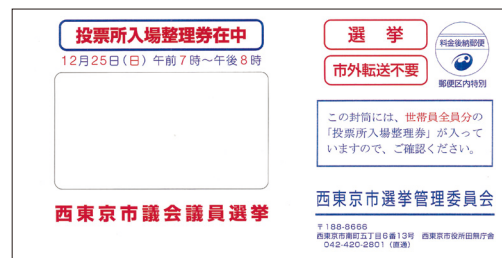 投票所入場整理券在中
12月25日(日)午前7時～午後8時
西東京市議会議員選挙
選挙
市外転送不要
料金後納郵便
郵便区内特別
この封筒には、世帯員全員分の
「投票所入場整理券」が入って
いますので、ご確認ください。
西東京市選挙管理委員会
〒188-8666
西東京市南町五丁目6番13号 西東京市役所田無庁舎
042-420-2801（直通）